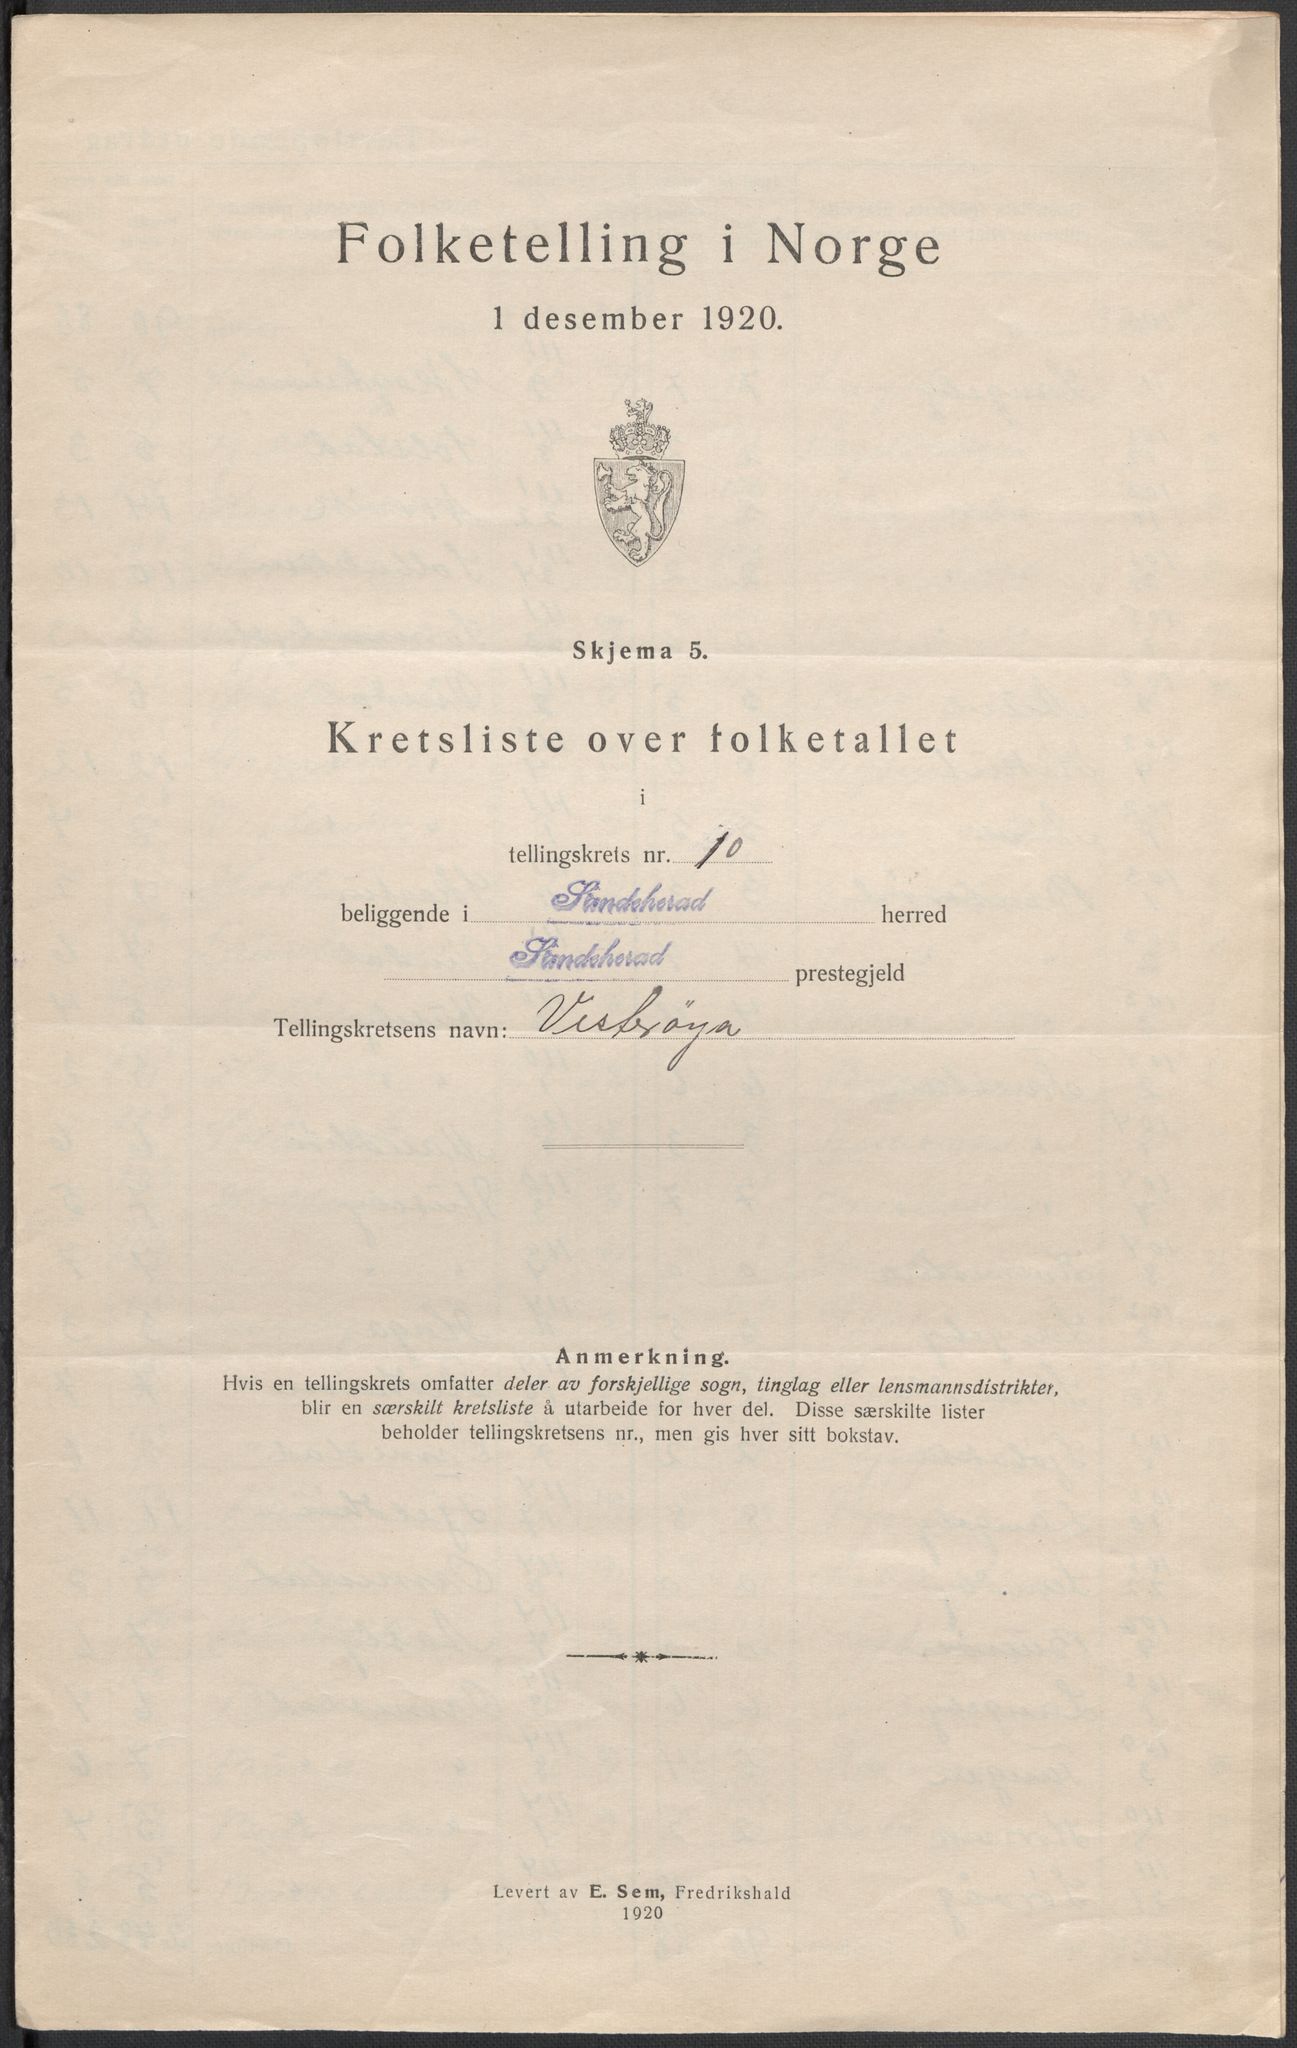 Folketelling i Norge
1 desember 1920.
Skjema 5.
Kretsliste over folketallet
i
tellingskrets nr. 10
beliggende i Sandeherad herred
Sandeherad prestegjeld
Tellingskretsens navn: Vesterøya
Anmerkning.
Hvis en tellingskrets omfatter deler av forskjellige sogn, tinglag eller lensmannsdistrikter,
blir en særskilt kretsliste å utarbeide for hver del. Disse særskilte lister
beholder tellingskretsens nr., men gis hver sitt bokstav.
Levert av E. Sem, Fredrikshald
1920